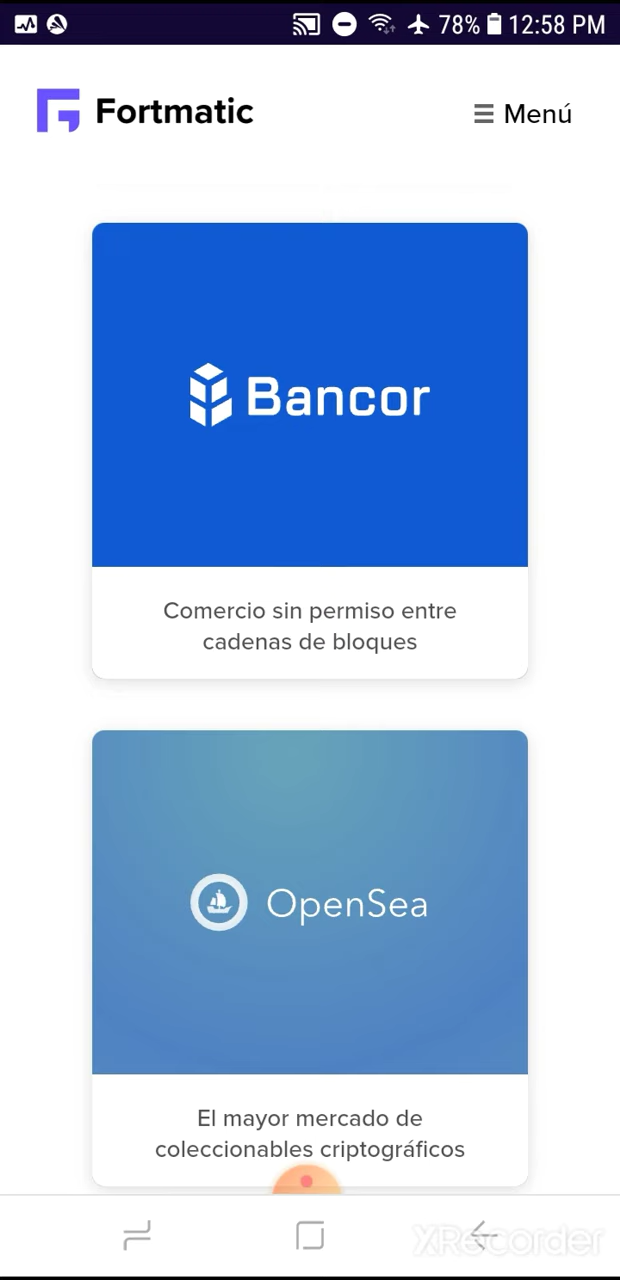 78% 12:58 PM
Fortmatic
Menú
Bancor
Comercio sin permiso entre
cadenas de bloques
OpenSea
El mayor mercado de
coleccionables criptográficos
XRecorder